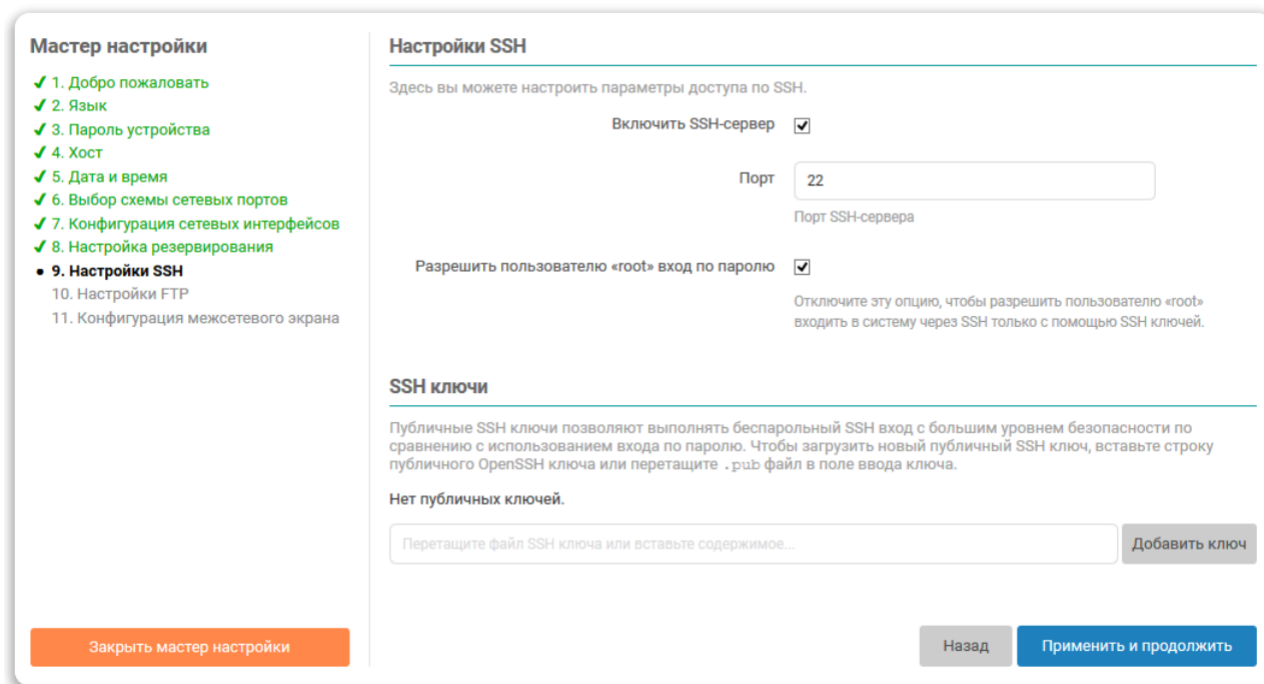 Мастер настройки
✔ 1. Добро пожаловать
✔ 2. Язык
✔ 3. Пароль устройства
✔ 4. Хост
✔ 5. Дата и время
✔ 6. Выбор схемы сетевых портов
✔ 7. Конфигурация сетевых интерфейсов
✔ 8. Настройка резервирования
• 9. Настройки SSH
10. Настройки FTP
11. Конфигурация межсетевого экрана
Закрыть мастер настройки
Настройки SSH
Здесь вы можете настроить параметры доступа по SSH.
Включить SSH-сервер
Порт
22
Порт SSH-сервера
Разрешить пользователю «root» вход по паролю
Отключите эту опцию, чтобы разрешить пользователю «root»
входить в систему через SSH только с помощью SSH ключей.
SSH ключи
Публичные SSH ключи позволяют выполнять беспарольный SSH вход с большим уровнем безопасности по
сравнению с использованием входа по паролю. Чтобы загрузить новый публичный SSH ключ, вставьте строку
публичного OpenSSH ключа или перетащите .pub файл в поле ввода ключа.
Нет публичных ключей.
Перетащите файл SSH ключа или вставьте содержимое...
Добавить ключ
Назад
Применить и продолжить